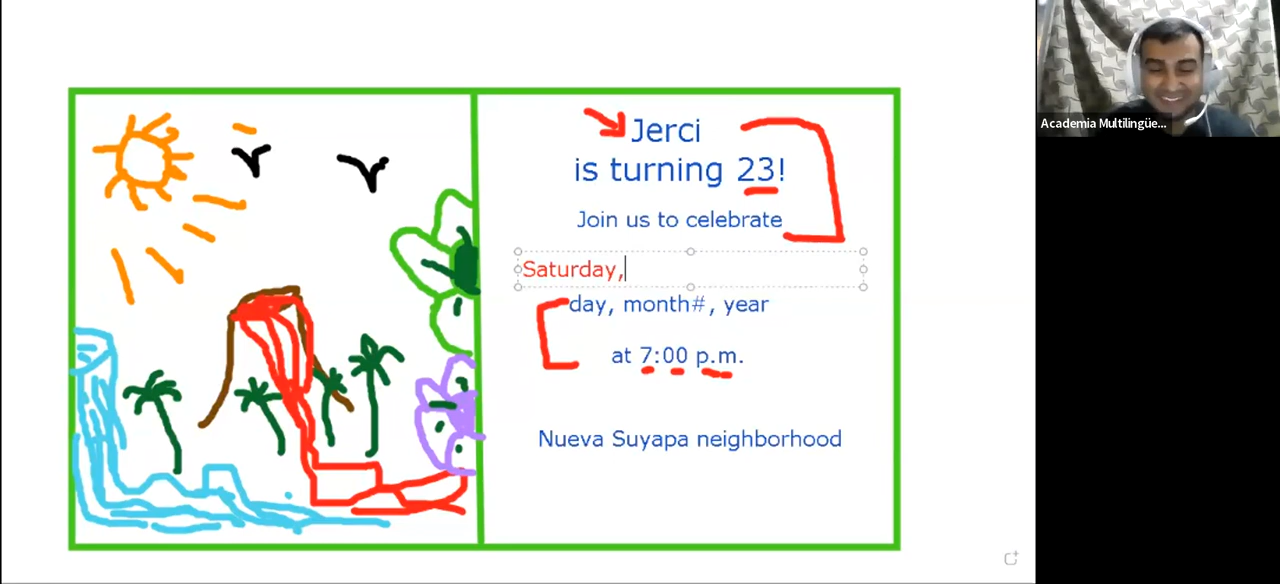 Jerci
is turning 23!
Join us to celebrate
Saturday,
day, month#, year
at 7:00 p.m.
Nueva Suyapa neighborhood
Academia Multilingüe...